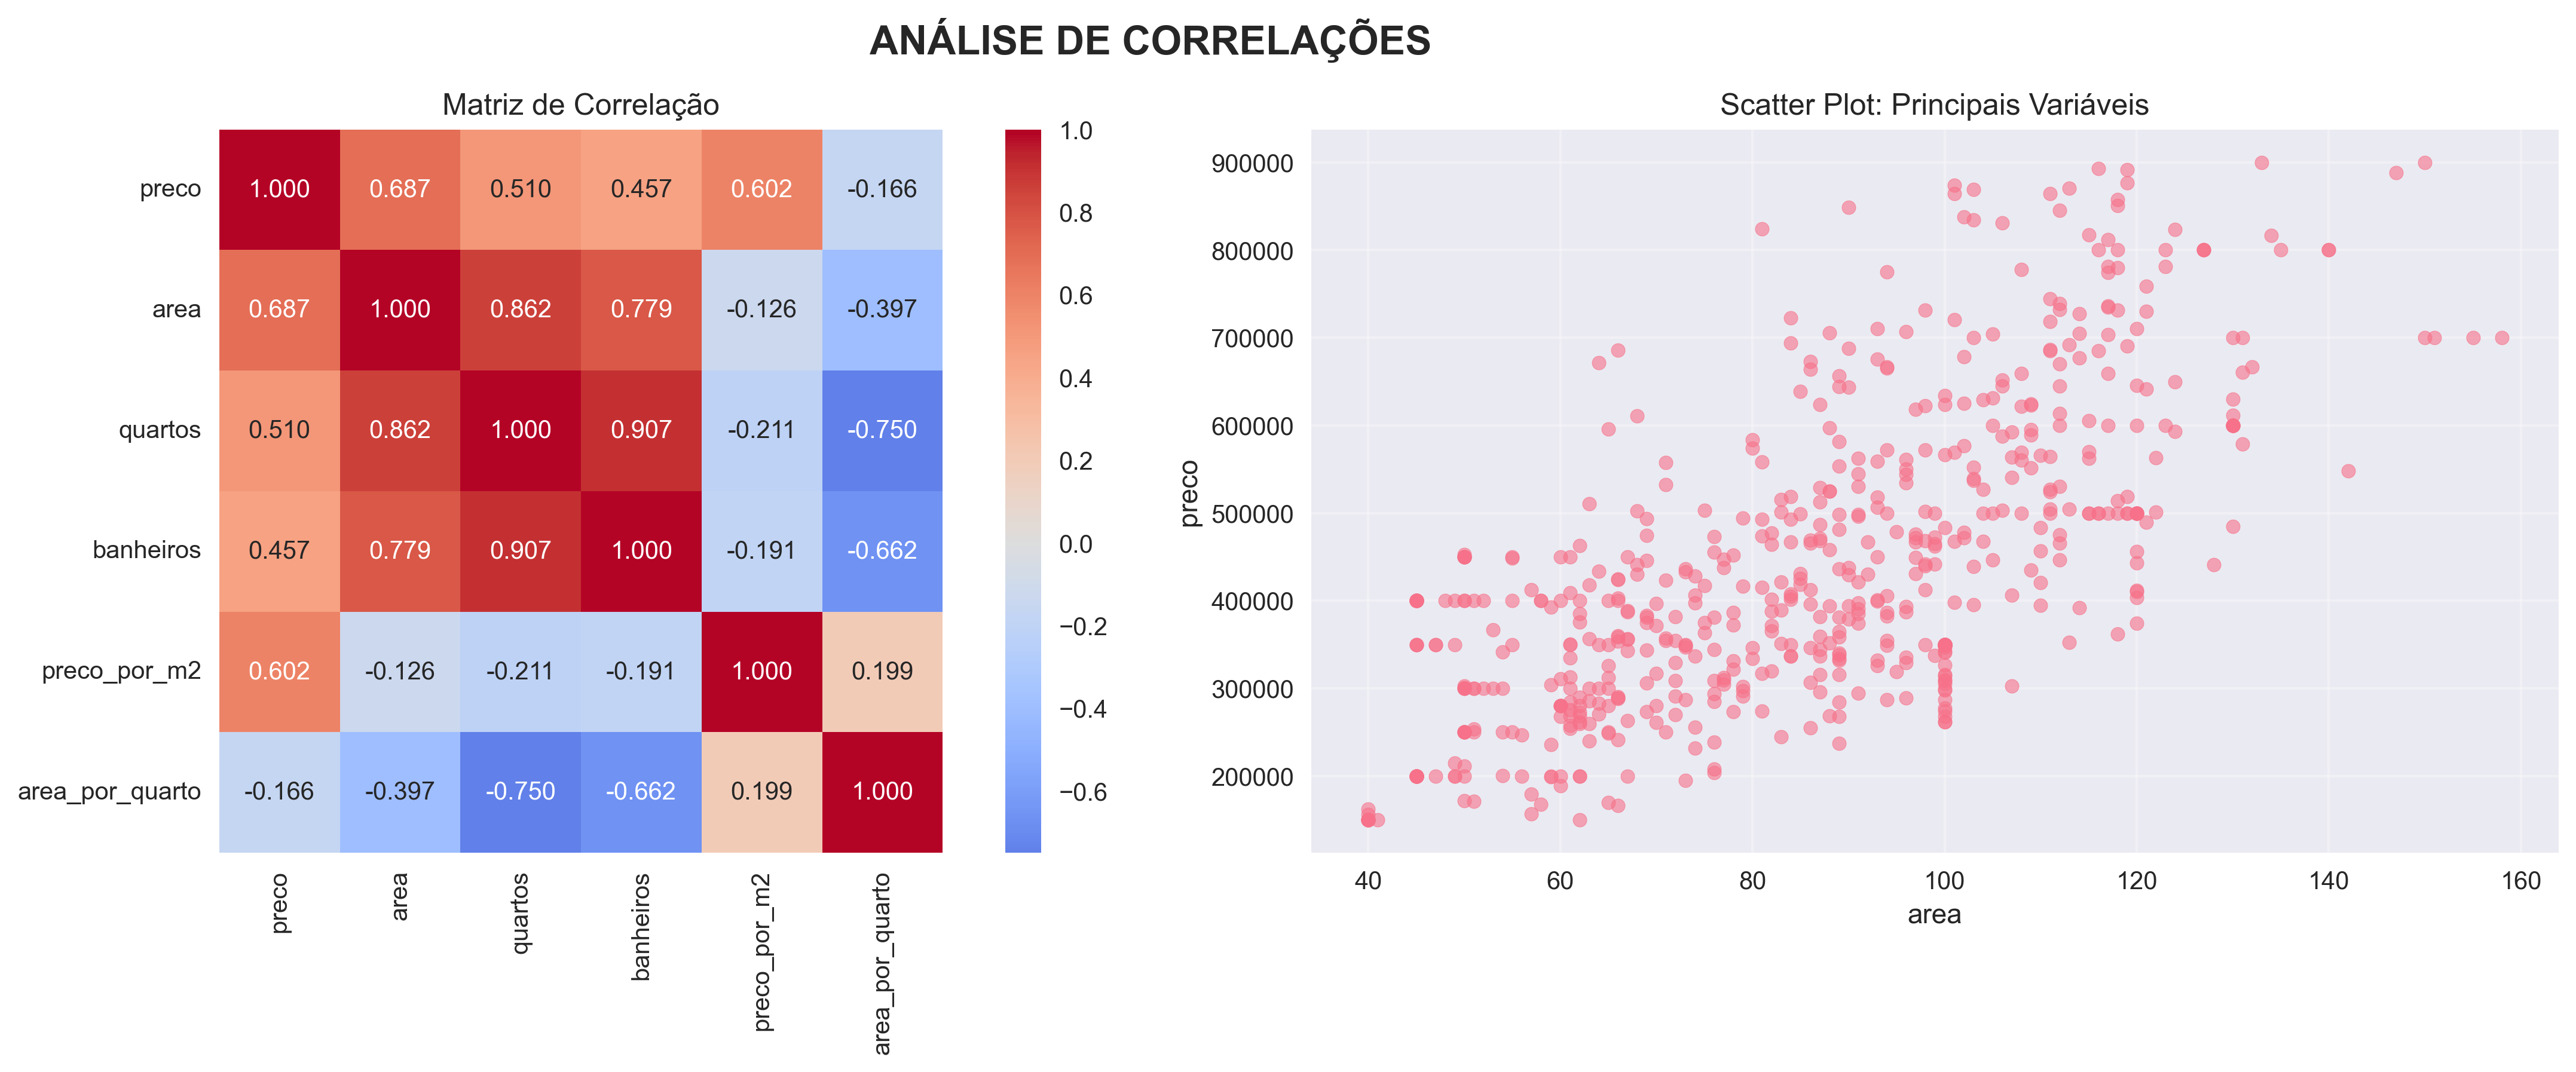 ANÁLISE DE CORRELAÇÕES
Matriz de Correlação
preco 1.000 0.687 0.510 0.457 0.602 -0.166
area 0.687 1.000 0.862 0.779 -0.126 -0.397
quartos 0.510 0.862 1.000 0.907 -0.211 -0.750
banheiros 0.457 0.779 0.907 1.000 -0.191 -0.662
preco_por_m2 0.602 -0.126 -0.211 -0.191 1.000 0.199
area_por_quarto -0.166 -0.397 -0.750 -0.662 0.199 1.000
preco area quartos banheiros preco_por_m2 area_por_quarto
1.0
0.8
0.6
0.4
0.2
0.0
−0.2
−0.4
−0.6
Scatter Plot: Principais Variáveis
preco
900000
800000
700000
600000
500000
400000
300000
200000
40 60 80 100 120 140 160
area